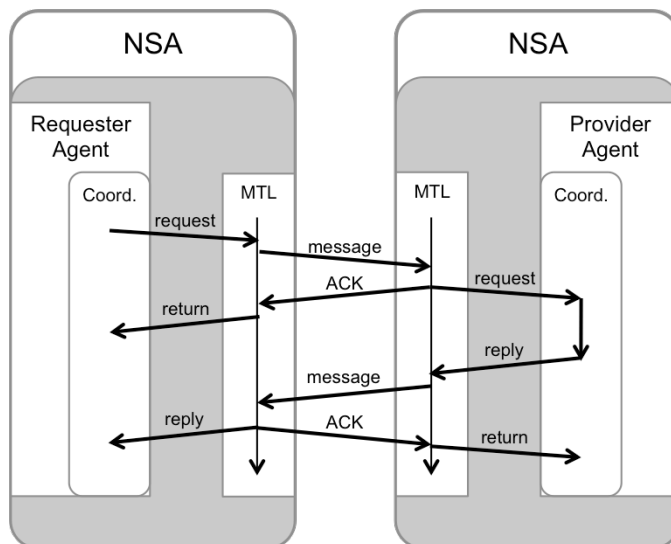 NSA
NSA
Requester
Agent
Provider
Agent
Coord.
MTL
MTL
Coord.
request
message
request
ACK
return
reply
message
reply
ACK
return